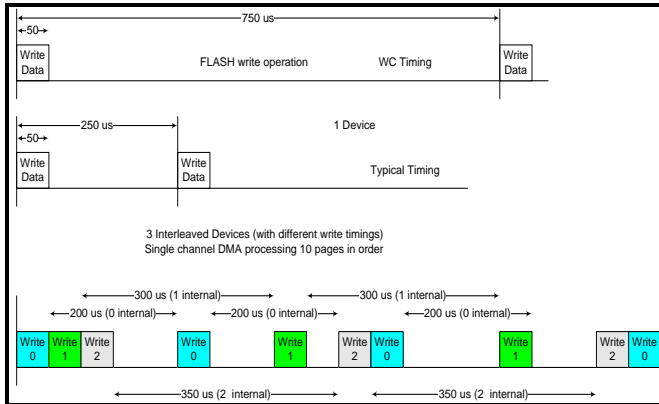 750 us
50
Write
Data
FLASH write operation
WC Timing
Write
Data
250 us
1 Device
50
Write
Data
Write
Data
Typical Timing
3 Interleaved Devices (with different write timings)
Single channel DMA processing 10 pages in order
300 us (1 internal)
300 us (1 internal)
200 us (0 internal)
200 us (0 internal)
200 us (0 internal)
Write
0
Write
1
Write
2
Write
0
Write
1
Write
2
Write
0
Write
1
Write
2
Write
0
350 us (2 internal)
350 us (2 internal)